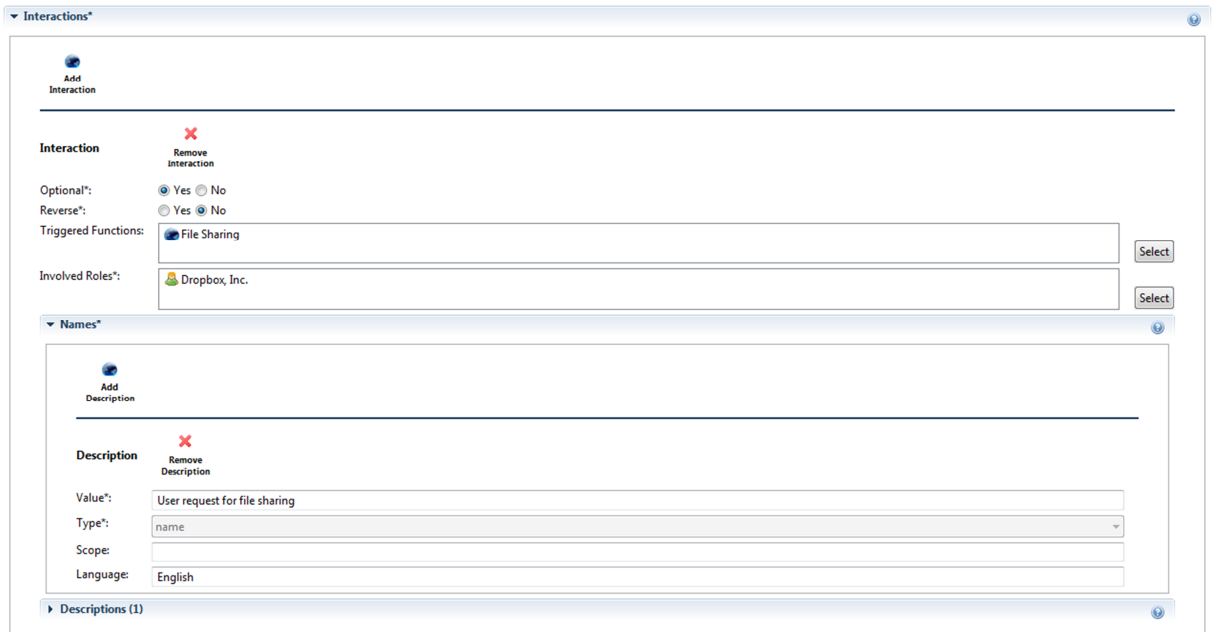 Interactions*
Add
Interaction
Interaction
Remove
Interaction
Optional*: Yes No
Reverse*: Yes No
Triggered Functions: File Sharing
Select
Involved Roles*: Dropbox, Inc.
Select
Names*
Add
Description
Description
Remove
Description
Value*: User request for file sharing
Type*: name
Scope:
Language: English
Descriptions (1)